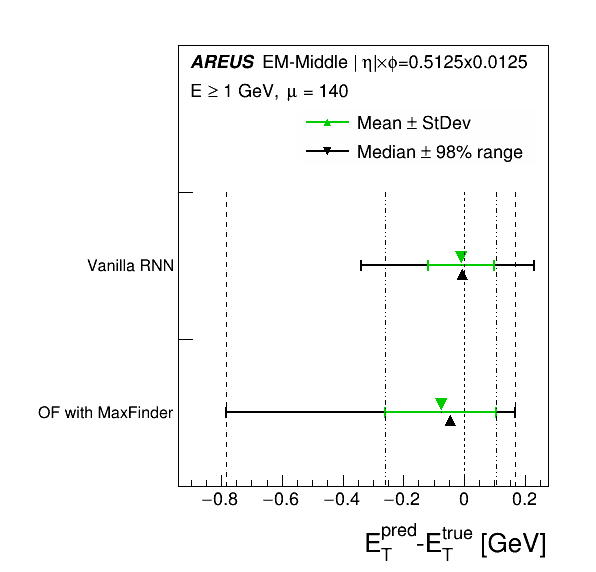 AREUS EM-Middle | η|×ϕ=0.5125x0.0125
E ≥ 1 GeV, μ = 140
Mean ± StDev
Median ± 98% range
Vanilla RNN
OF with MaxFinder
−0.8 −0.6 −0.4 −0.2 0 0.2
E_T^pred-E_T^true [GeV]